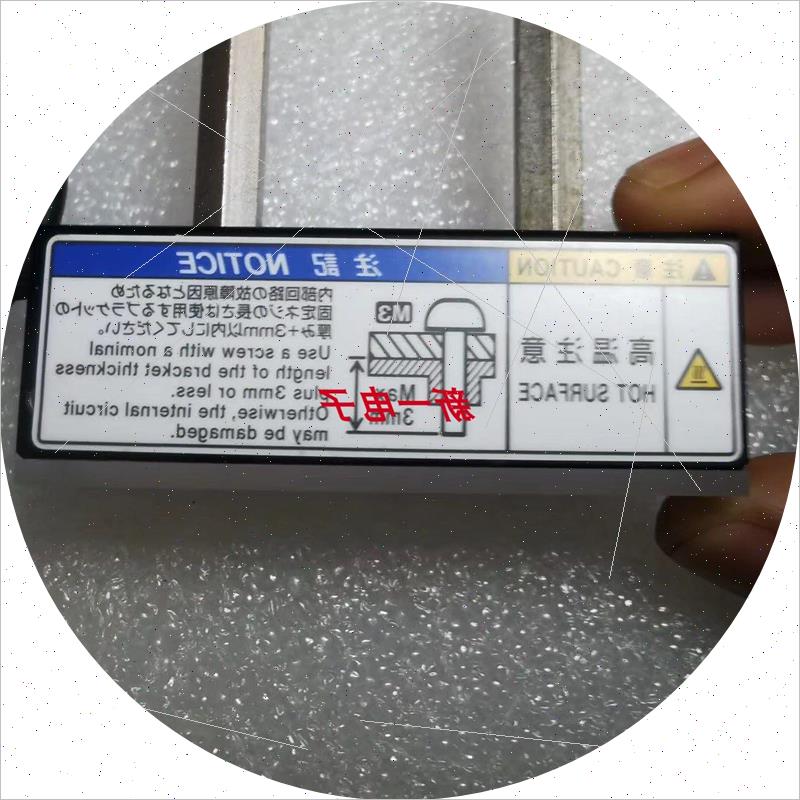 注意 CAUTION
高温注意
HOT SURFACE
注記 NOTICE
M3
Max
3mm
新一电子
内部回路の故障原因となるため
固定ネジの長さは使用するブラケットの
厚み+3mm以内にしてください。
Use a screw with a nominal
length of the bracket thickness
plus 3mm or less.
Otherwise, the internal circuit
may be damaged.